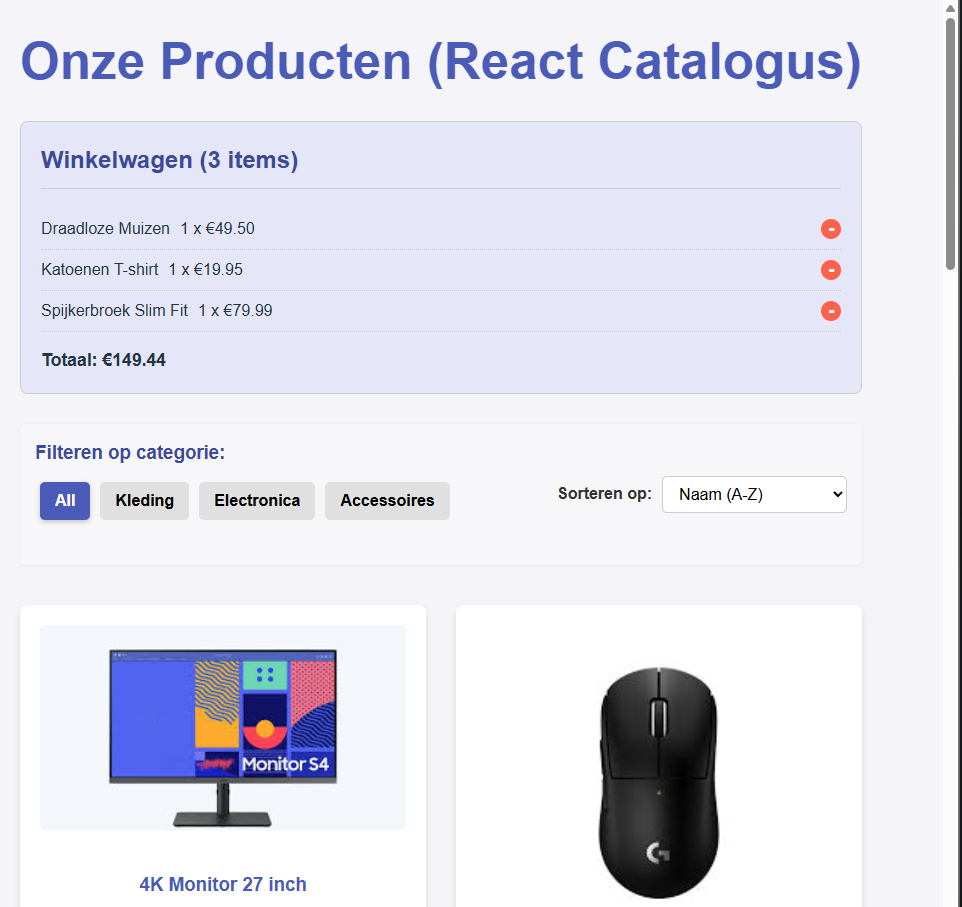 Onze Producten (React Catalogus)
Winkelwagen (3 items)
Draadloze Muizen 1 x €49.50
-
Katoenen T-shirt 1 x €19.95
-
Spijkerbroek Slim Fit 1 x €79.99
-
Totaal: €149.44
Filteren op categorie:
All Kleding Electronica Accessoires
Sorteren op: Naam (A-Z)
Monitor S4
G
4K Monitor 27 inch